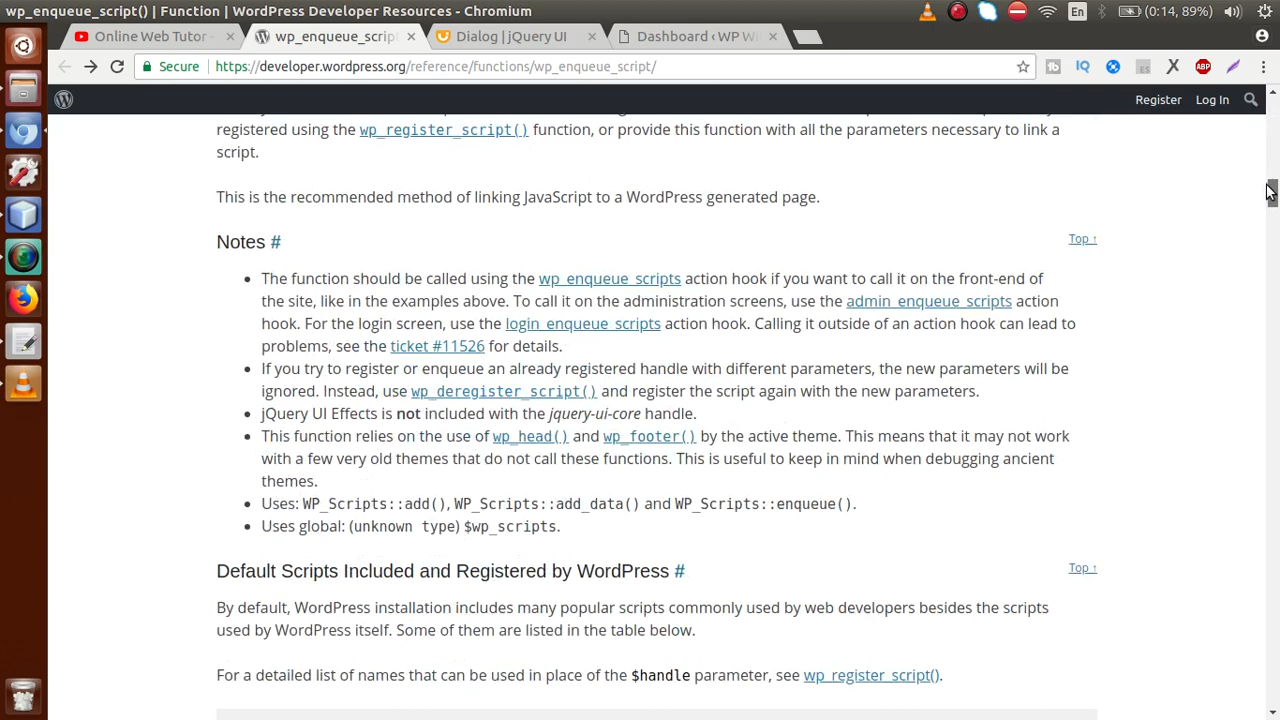 wp_enqueue_script() | Function | WordPress Developer Resources - Chromium
En
(0:14, 89%)
Online Web Tutor -
wp_enqueue_script
Dialog | jQuery UI
Dashboard ‹ WP Wi
Secure
https://developer.wordpress.org/reference/functions/wp_enqueue_script/
IQ
ES
ABP
Register
Log In
registered using the wp_register_script() function, or provide this function with all the parameters necessary to link a
script.
This is the recommended method of linking JavaScript to a WordPress generated page.
Notes #
Top ↑
• The function should be called using the wp_enqueue_scripts action hook if you want to call it on the front-end of
the site, like in the examples above. To call it on the administration screens, use the admin_enqueue_scripts action
hook. For the login screen, use the login_enqueue_scripts action hook. Calling it outside of an action hook can lead to
problems, see the ticket #11526 for details.
• If you try to register or enqueue an already registered handle with different parameters, the new parameters will be
ignored. Instead, use wp_deregister_script() and register the script again with the new parameters.
• jQuery UI Effects is not included with the jquery-ui-core handle.
• This function relies on the use of wp_head() and wp_footer() by the active theme. This means that it may not work
with a few very old themes that do not call these functions. This is useful to keep in mind when debugging ancient
themes.
• Uses: WP_Scripts::add(), WP_Scripts::add_data() and WP_Scripts::enqueue().
• Uses global: (unknown type) $wp_scripts.
Default Scripts Included and Registered by WordPress #
Top ↑
By default, WordPress installation includes many popular scripts commonly used by web developers besides the scripts
used by WordPress itself. Some of them are listed in the table below.
For a detailed list of names that can be used in place of the $handle parameter, see wp_register_script().